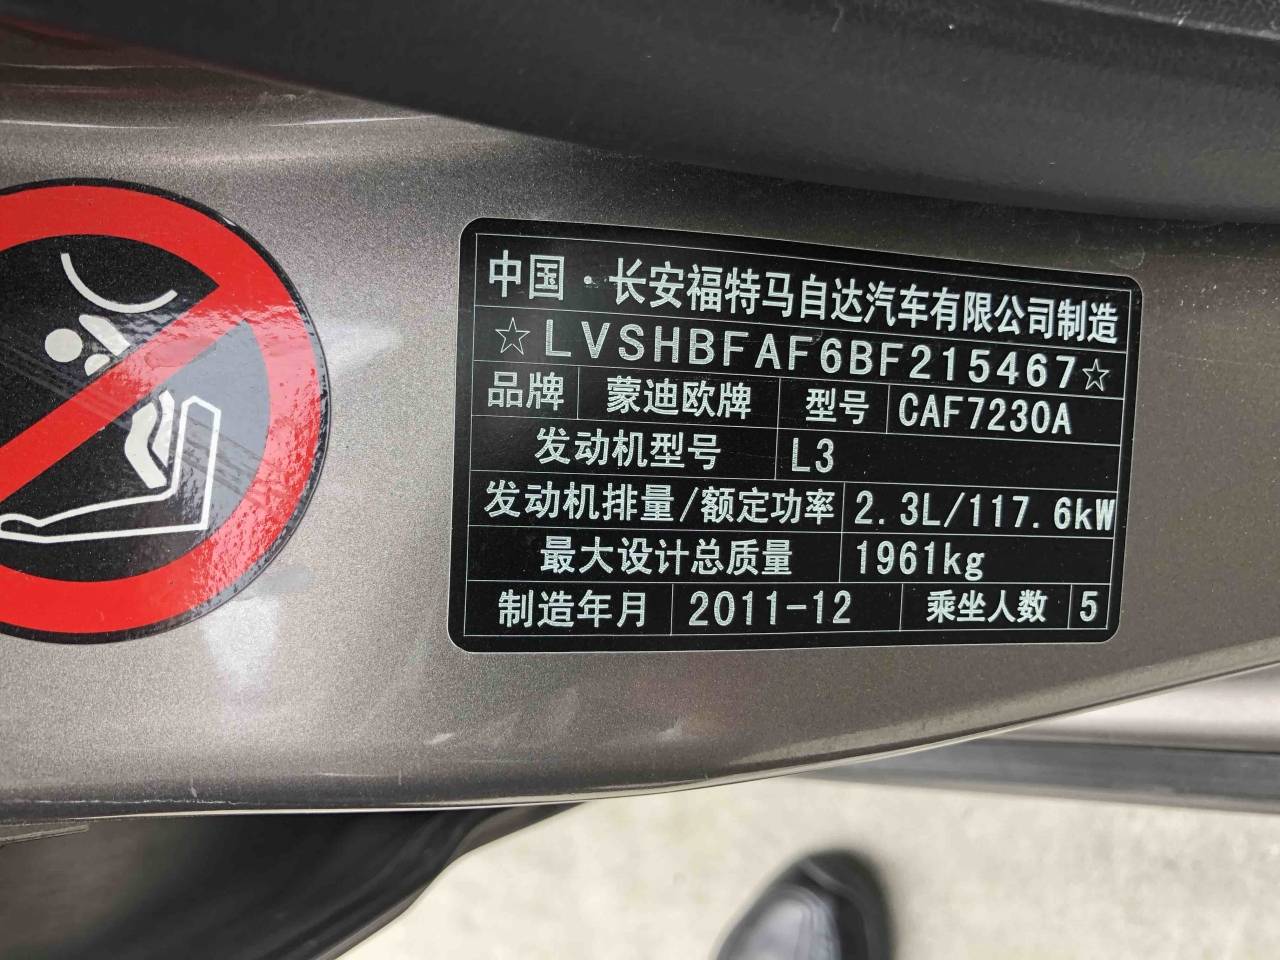 中国·长安福特马自达汽车有限公司制造
☆LVSHBFAF6BF215467☆
品牌 蒙迪欧牌 型号 CAF7230A
发动机型号 L3
发动机排量/额定功率 2.3L/117.6kW
最大设计总质量 1961kg
制造年月 2011-12 乘坐人数 5